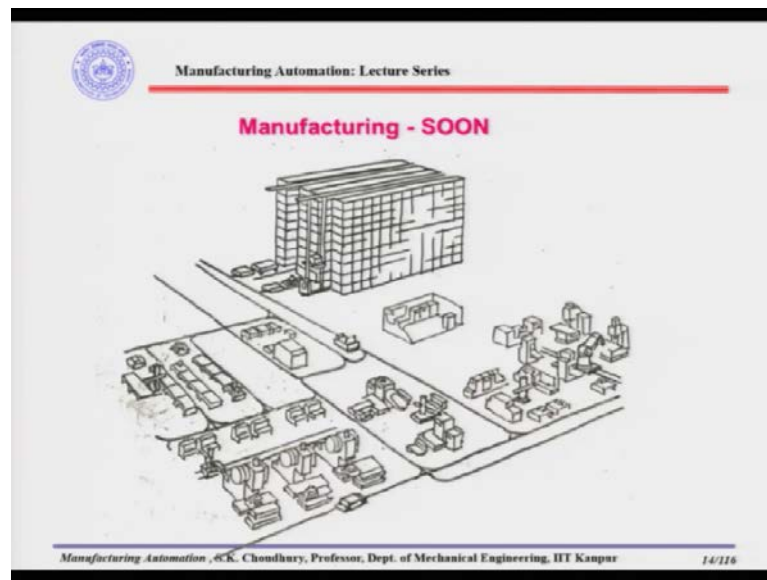 Manufacturing Automation: Lecture Series
Manufacturing - SOON
Manufacturing Automation , S.K. Choudhury, Professor, Dept. of Mechanical Engineering, IIT Kanpur 14/116